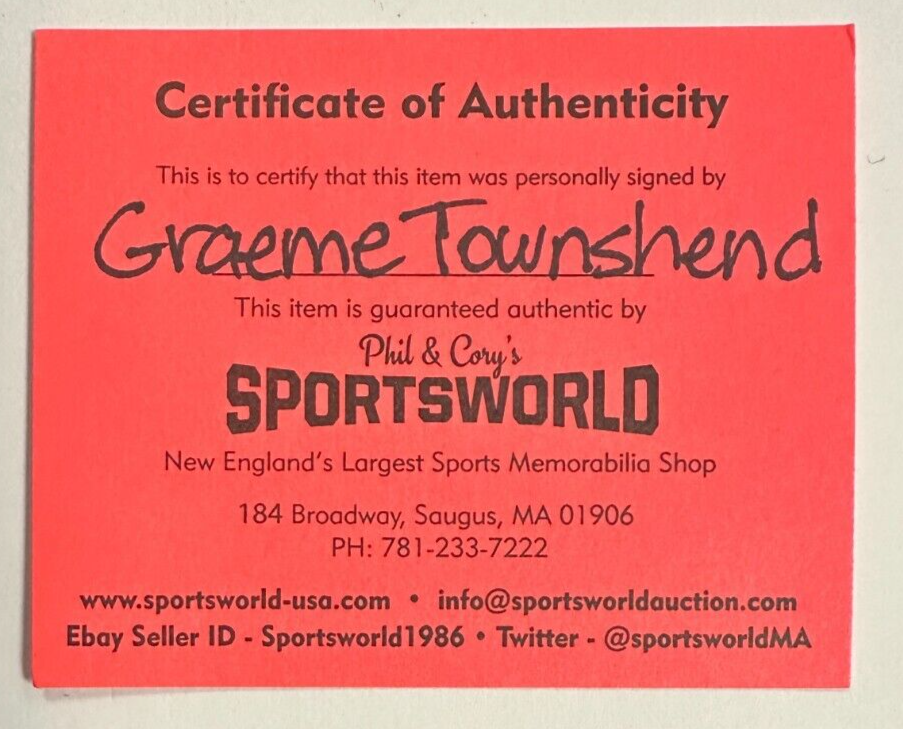 Certificate of Authenticity
This is to certify that this item was personally signed by
Graeme Townshend
This item is guaranteed authentic by
Phil & Cory's
SPORTSWORLD
New England's Largest Sports Memorabilia Shop
184 Broadway, Saugus, MA 01906
PH: 781-233-7222
www.sportsworld-usa.com • info@sportsworldauction.com
Ebay Seller ID - Sportsworld1986 • Twitter - @sportsworldMA